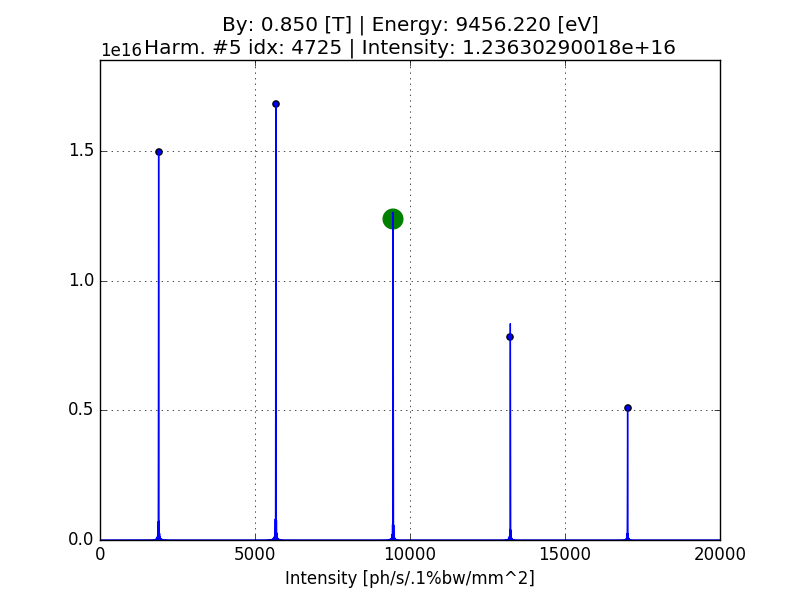 By: 0.850 [T] | Energy: 9456.220 [eV]
1e16 Harm. #5 idx: 4725 | Intensity: 1.23630290018e+16
1.5
1.0
0.5
0.0
0 5000 10000 15000 20000
Intensity [ph/s/.1%bw/mm^2]